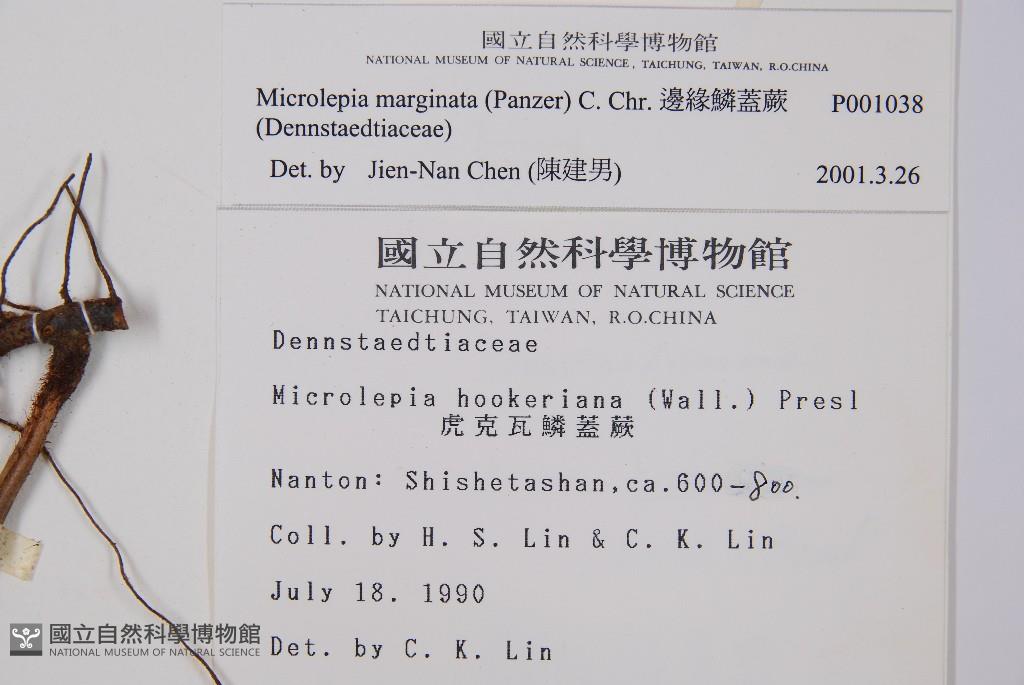 國立自然科學博物館
NATIONAL MUSEUM OF NATURAL SCIENCE, TAICHUNG, TAIWAN, R.O.CHINA
Microlepia marginata (Panzer) C. Chr. 邊緣鱗蓋蕨 P001038
(Dennstaedtiaceae)
Det. by Jien-Nan Chen (陳建男) 2001.3.26
國立自然科學博物館
NATIONAL MUSEUM OF NATURAL SCIENCE
TAICHUNG, TAIWAN, R.O.CHINA
Dennstaedtiaceae
Microlepia hookeriana (Wall.) Presl
虎克瓦鱗蓋蕨
Nanton: Shishetashan,ca.600-800.
Coll. by H. S. Lin & C. K. Lin
July 18. 1990
Det. by C. K. Lin
國立自然科學博物館
NATIONAL MUSEUM OF NATURAL SCIENCE